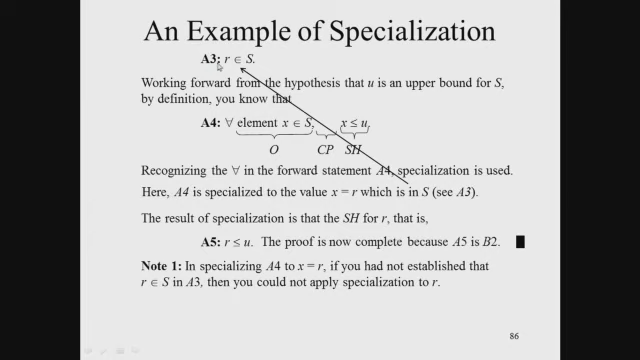 An Example of Specialization
A3: r ∈ S.
Working forward from the hypothesis that u is an upper bound for S,
by definition, you know that
A4: ∀ element x ∈ S, x ≤ u,
O CP SH
Recognizing the ∀ in the forward statement A4, specialization is used.
Here, A4 is specialized to the value x = r which is in S (see A3).
The result of specialization is that the SH for r, that is,
A5: r ≤ u. The proof is now complete because A5 is B2.
Note 1: In specializing A4 to x = r, if you had not established that
r ∈ S in A3, then you could not apply specialization to r.
86